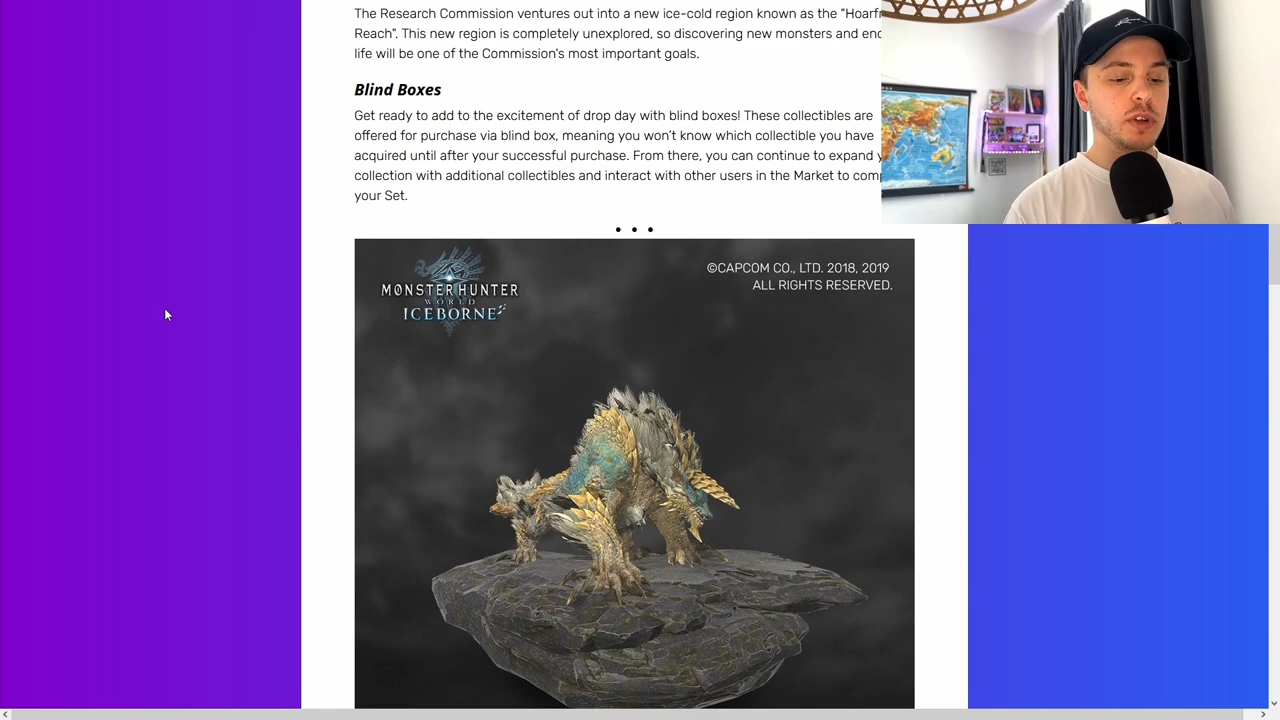 The Research Commission ventures out into a new ice-cold region known as the "Hoarfr
Reach". This new region is completely unexplored, so discovering new monsters and
life will be one of the Commission's most important goals.
Blind Boxes
Get ready to add to the excitement of drop day with blind boxes! These collectibles are
offered for purchase via blind box, meaning you won't know which collectible you have
acquired until after your successful purchase. From there, you can continue to expand
collection with additional collectibles and interact with other users in the Market to
your Set.
©CAPCOM CO., LTD. 2018, 2019
ALL RIGHTS RESERVED.
MONSTER HUNTER
WORLD
ICEBORNE